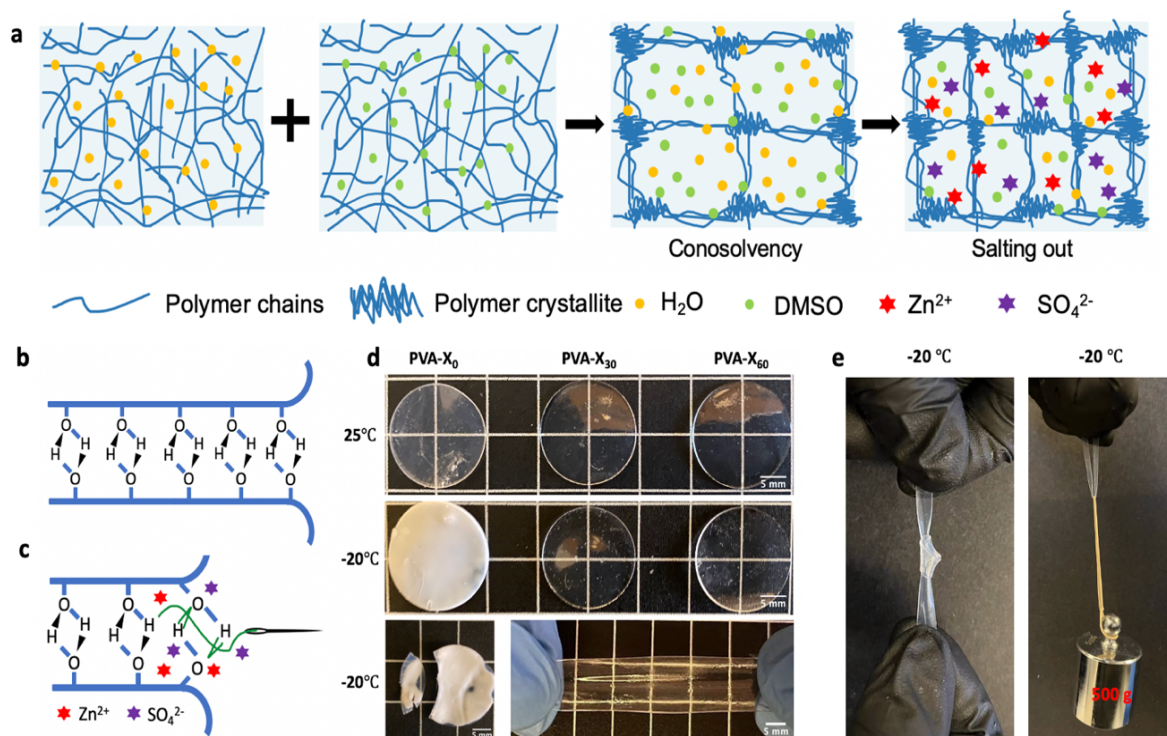 a
Conosolvency
Salting out
Polymer chains
Polymer crystallite
H₂O
DMSO
Zn²⁺
SO₄²⁻
b
O O O O O
H H H H H H H H H H
O O O O O
c
O O O
H H H H H H
O O O
Zn²⁺ SO₄²⁻
d
PVA-X₀ PVA-X₃₀ PVA-X₆₀
25°C
5 mm
-20°C
5 mm
-20°C
5 mm
5 mm
e
-20 °C -20 °C
500 g